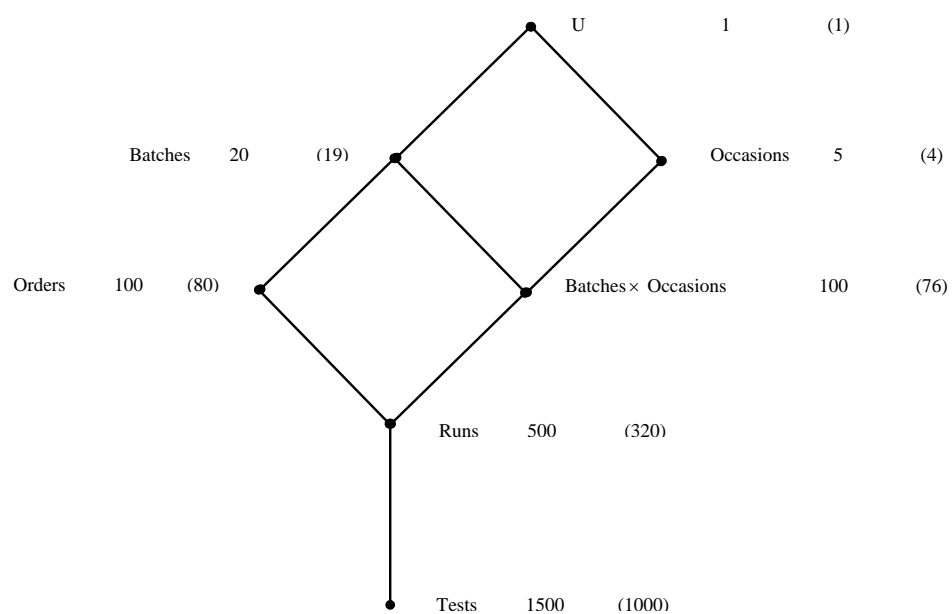 U 1 (1)
Batches 20 (19)
Occasions 5 (4)
Orders 100 (80)
Batches × Occasions 100 (76)
Runs 500 (320)
Tests 1500 (1000)